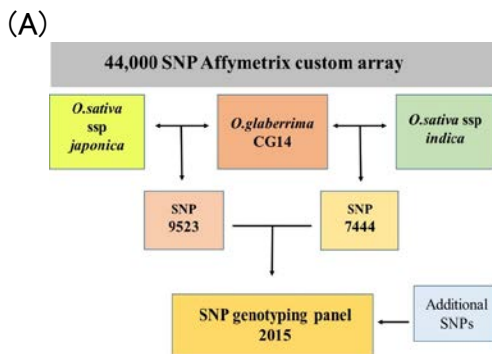 (A)
44,000 SNP Affymetrix custom array
O.sativa
ssp
japonica
O.glaberrima
CG14
O.sativa ssp
indica
SNP
9523
SNP
7444
SNP genotyping panel
2015
Additional
SNPs